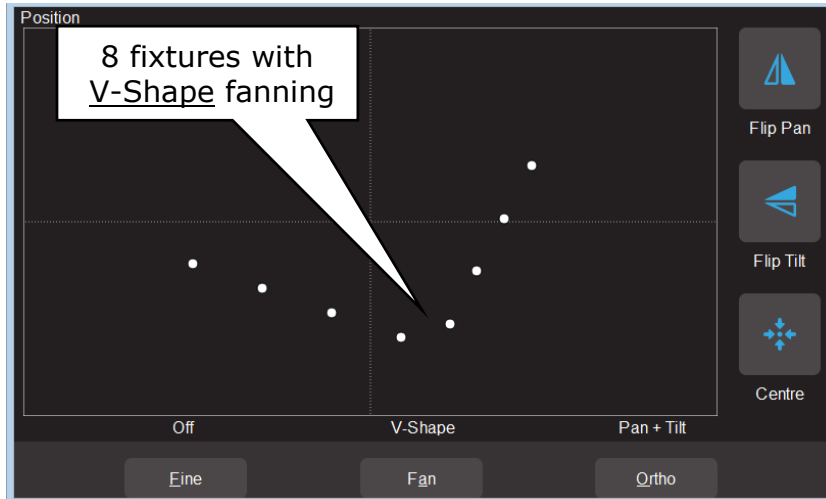 Position
8 fixtures with
V-Shape fanning
Flip Pan
Flip Tilt
Centre
Off V-Shape Pan + Tilt
Fine Fan Ortho